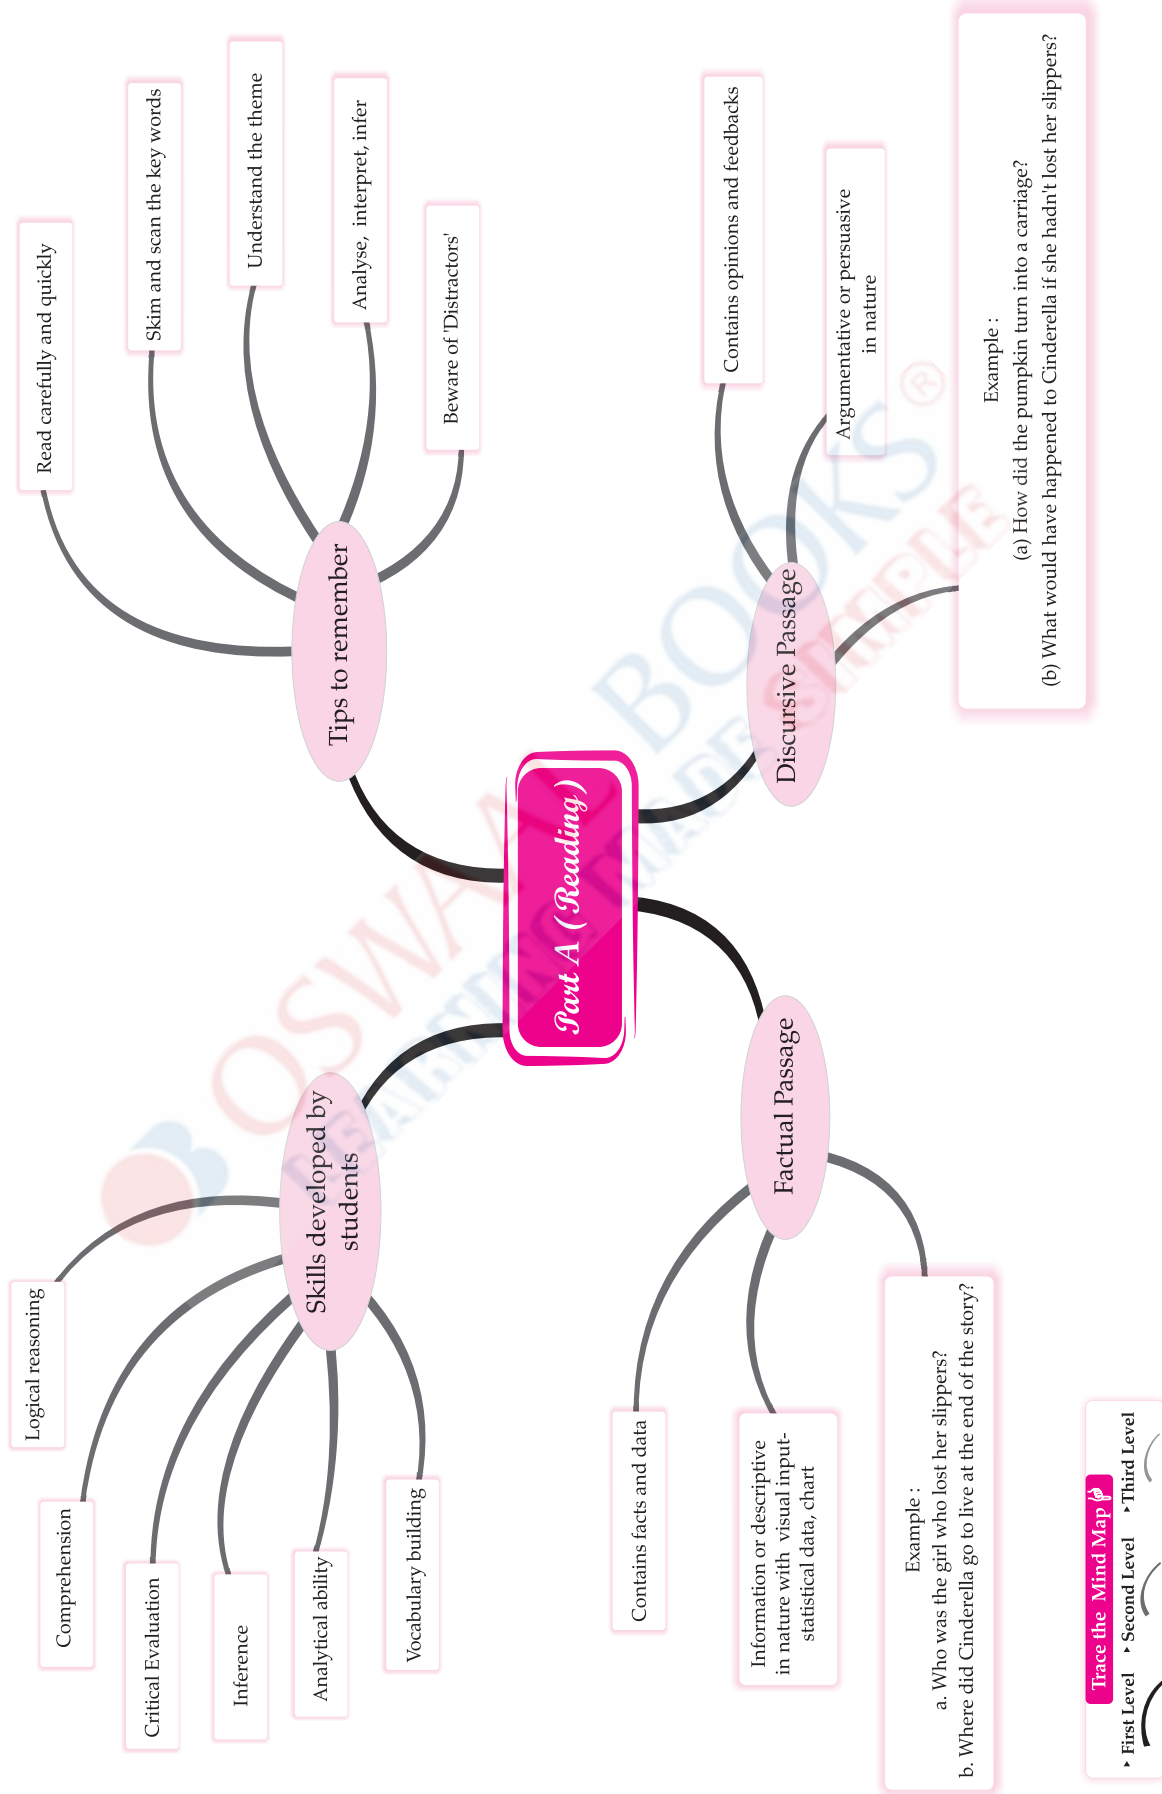 Part A (Reading)
Skills developed by
students
Logical reasoning
Comprehension
Critical Evaluation
Inference
Analytical ability
Vocabulary building
Tips to remember
Read carefully and quickly
Skim and scan the key words
Understand the theme
Analyse, interpret, infer
Beware of 'Distractors'
Factual Passage
Contains facts and data
Information or descriptive
in nature with visual input-
statistical data, chart
Example :
a. Who was the girl who lost her slippers?
b. Where did Cinderella go to live at the end of the story?
Discursive Passage
Contains opinions and feedbacks
Argumentative or persuasive
in nature
Example :
(a) How did the pumpkin turn into a carriage?
(b) What would have happened to Cinderella if she hadn't lost her slippers?
Trace the Mind Map
First Level
Second Level
Third Level
OSWAAL BOOKS ®
LEARNING MADE SIMPLE